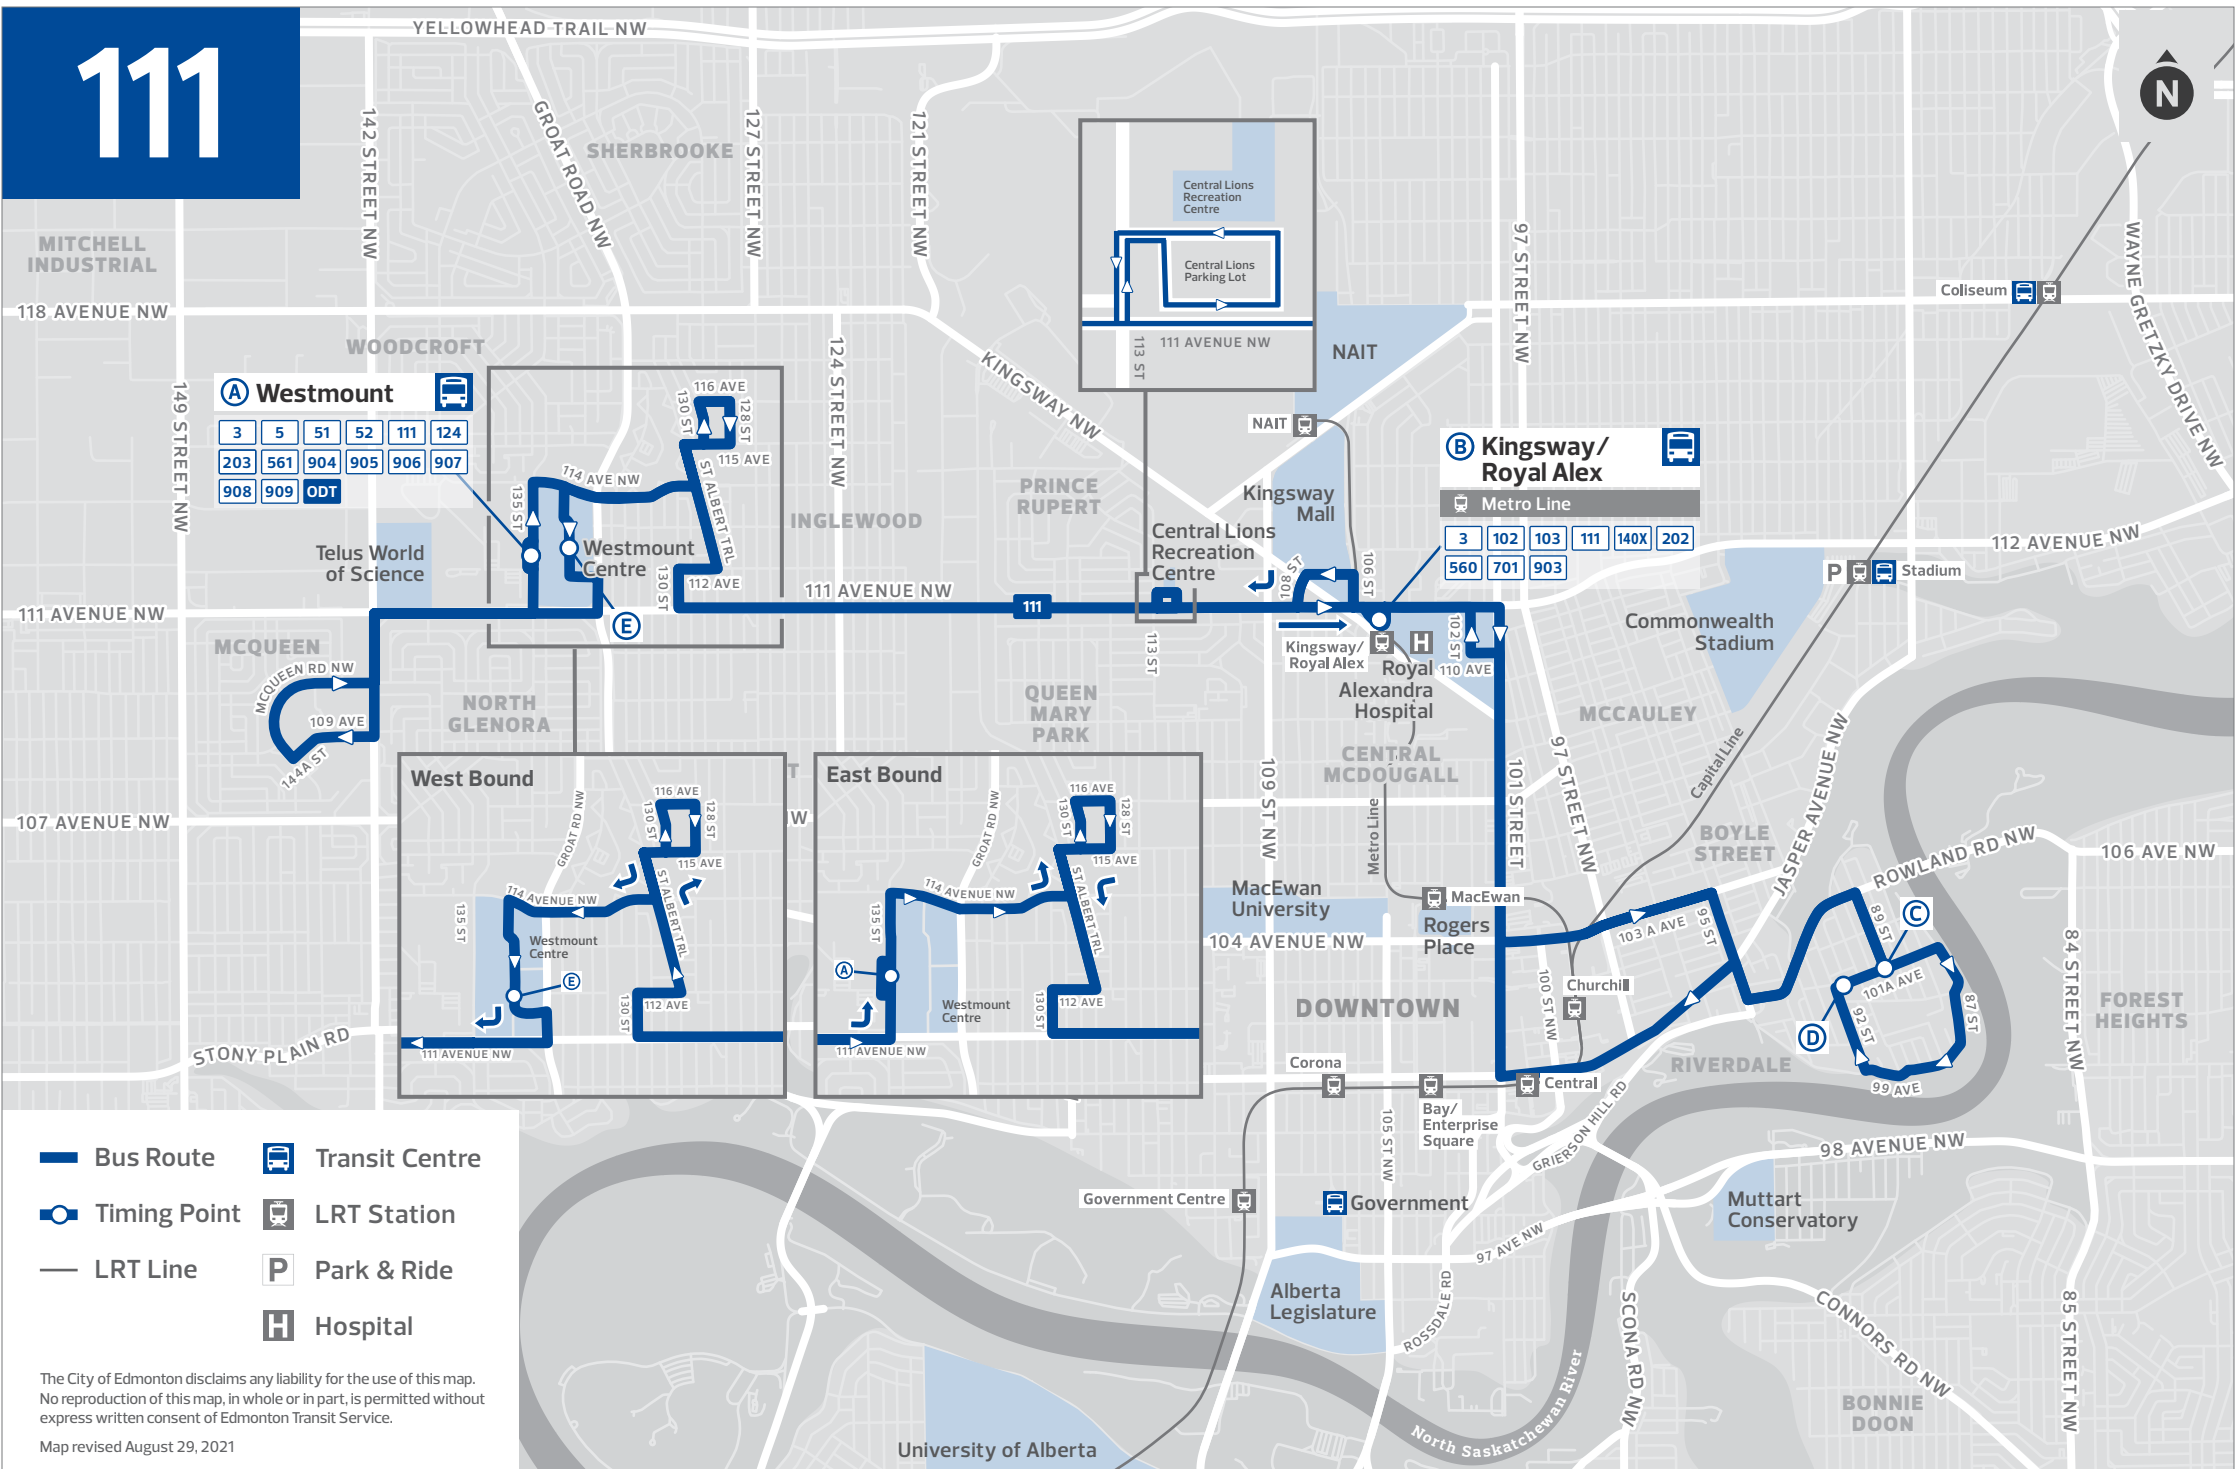 111
YELLOWHEAD TRAIL NW
142 STREET NW
GROAT ROAD NW
127 STREET NW
121 STREET NW
SHERBROOKE
MITCHELL
INDUSTRIAL
118 AVENUE NW
WOODCROFT
149 STREET NW
124 STREET NW
KINGSWAY NW
97 STREET NW
WAYNE GRETZKY DRIVE NW
N
Central Lions
Recreation
Centre
Central Lions
Parking Lot
111 AVENUE NW
113 ST
NAIT
NAIT
Coliseum
A Westmount
3 5 51 52 111 124
203 561 904 905 906 907
908 909 ODT
116 AVE
130 ST
128 ST
115 AVE
ST ALBERT TRL
114 AVE NW
135 ST
Westmount
Centre
130 ST
112 AVE
E
INGLEWOOD
PRINCE
RUPERT
Kingsway
Mall
B Kingsway/
Royal Alex
Metro Line
3 102 103 111 140X 202
560 701 903
Telus World
of Science
Central Lions
Recreation
Centre
108 ST
106 ST
112 AVENUE NW
P Stadium
111 AVENUE NW
111 AVENUE NW
111
113 ST
Kingsway/
Royal Alex
H
Royal
Alexandra
Hospital
102 ST
110 AVE
Commonwealth
Stadium
MCQUEEN
MCQUEEN RD NW
109 AVE
144A ST
NORTH
GLENORA
QUEEN
MARY
PARK
CENTRAL
MCDOUGALL
MCCAULEY
Capital Line
107 AVENUE NW
T
W
West Bound
GROAT RD NW
116 AVE
130 ST
128 ST
115 AVE
114 AVENUE NW
ST ALBERT TRL
135 ST
Westmount
Centre
E
130 ST
112 AVE
111 AVENUE NW
East Bound
GROAT RD NW
116 AVE
130 ST
128 ST
115 AVE
114 AVENUE NW
ST ALBERT TRL
135 ST
A
Westmount
Centre
130 ST
112 AVE
111 AVENUE NW
109 ST NW
Metro Line
101 STREET
97 STREET NW
BOYLE
STREET
JASPER AVENUE NW
ROWLAND RD NW
106 AVE NW
MacEwan
University
MacEwan
Rogers
Place
104 AVENUE NW
103 A AVE
95 ST
89 ST
C
101A AVE
87 ST
92 ST
D
99 AVE
84 STREET NW
FOREST
HEIGHTS
DOWNTOWN
100 ST NW
Churchill
RIVERDALE
STONY PLAIN RD
Corona
Bay/
Enterprise
Square
Central
105 ST NW
GRIERSON HILL RD
98 AVENUE NW
Government Centre
Government
97 AVE NW
Muttart
Conservatory
Alberta
Legislature
ROSSDALE RD
SCONA RD NW
CONNORS RD NW
85 STREET NW
BONNIE
DOON
North Saskatchewan River
University of Alberta
Bus Route
Transit Centre
Timing Point
LRT Station
LRT Line
P Park & Ride
H Hospital
The City of Edmonton disclaims any liability for the use of this map.
No reproduction of this map, in whole or in part, is permitted without
express written consent of Edmonton Transit Service.
Map revised August 29, 2021